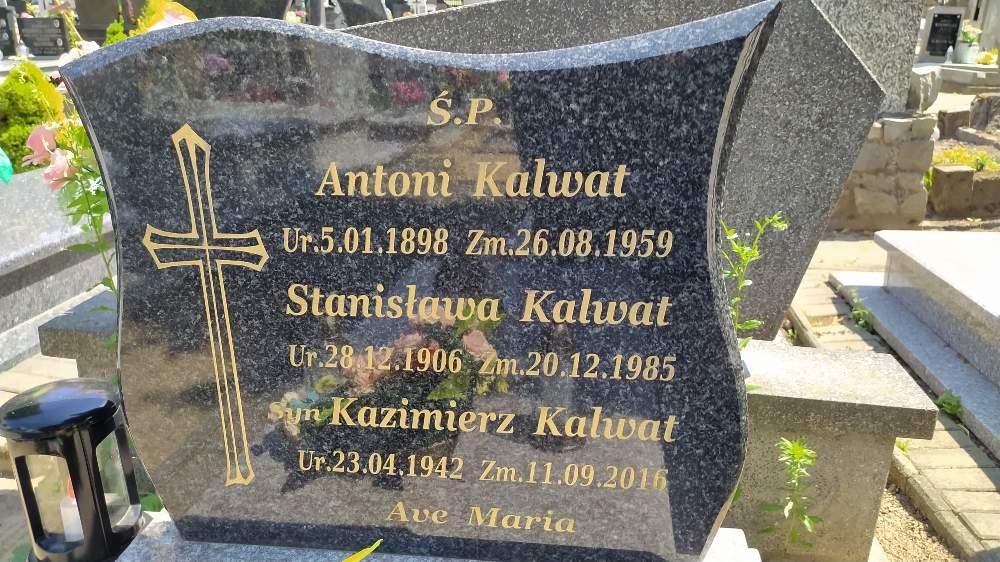 Ś.P.
Antoni Kalwat
Ur.5.01.1898 Zm.26.08.1959
Stanisława Kalwat
Ur.28.12.1906 Zm.20.12.1985
Syn Kazimierz Kalwat
Ur.23.04.1942 Zm.11.09.2016
Ave Maria